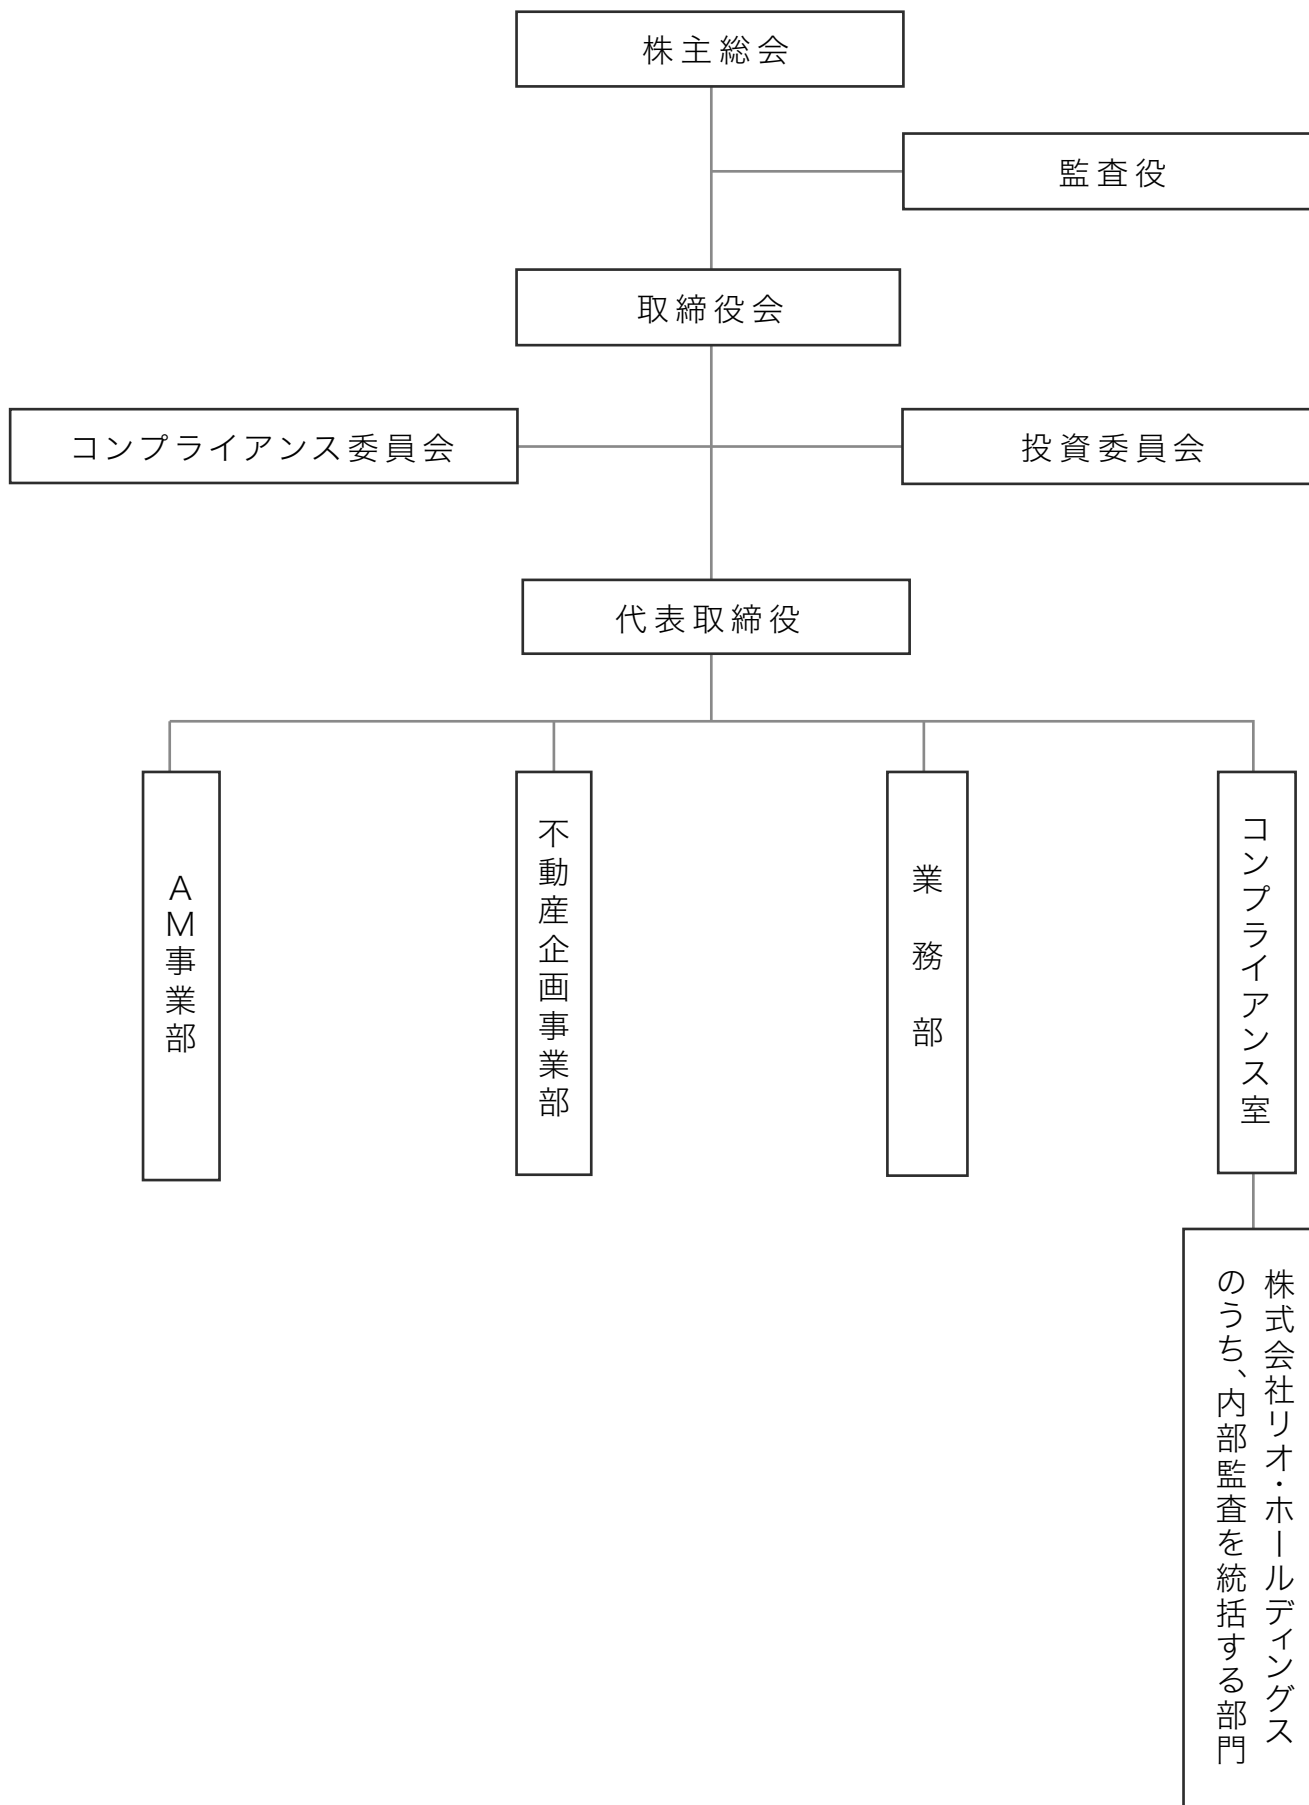 株主総会
監査役
取締役会
コンプライアンス委員会
投資委員会
代表取締役
AM事業部
不動産企画事業部
業務部
コンプライアンス室
株式会社リオ・ホールディングス
のうち、内部監査を統括する部門